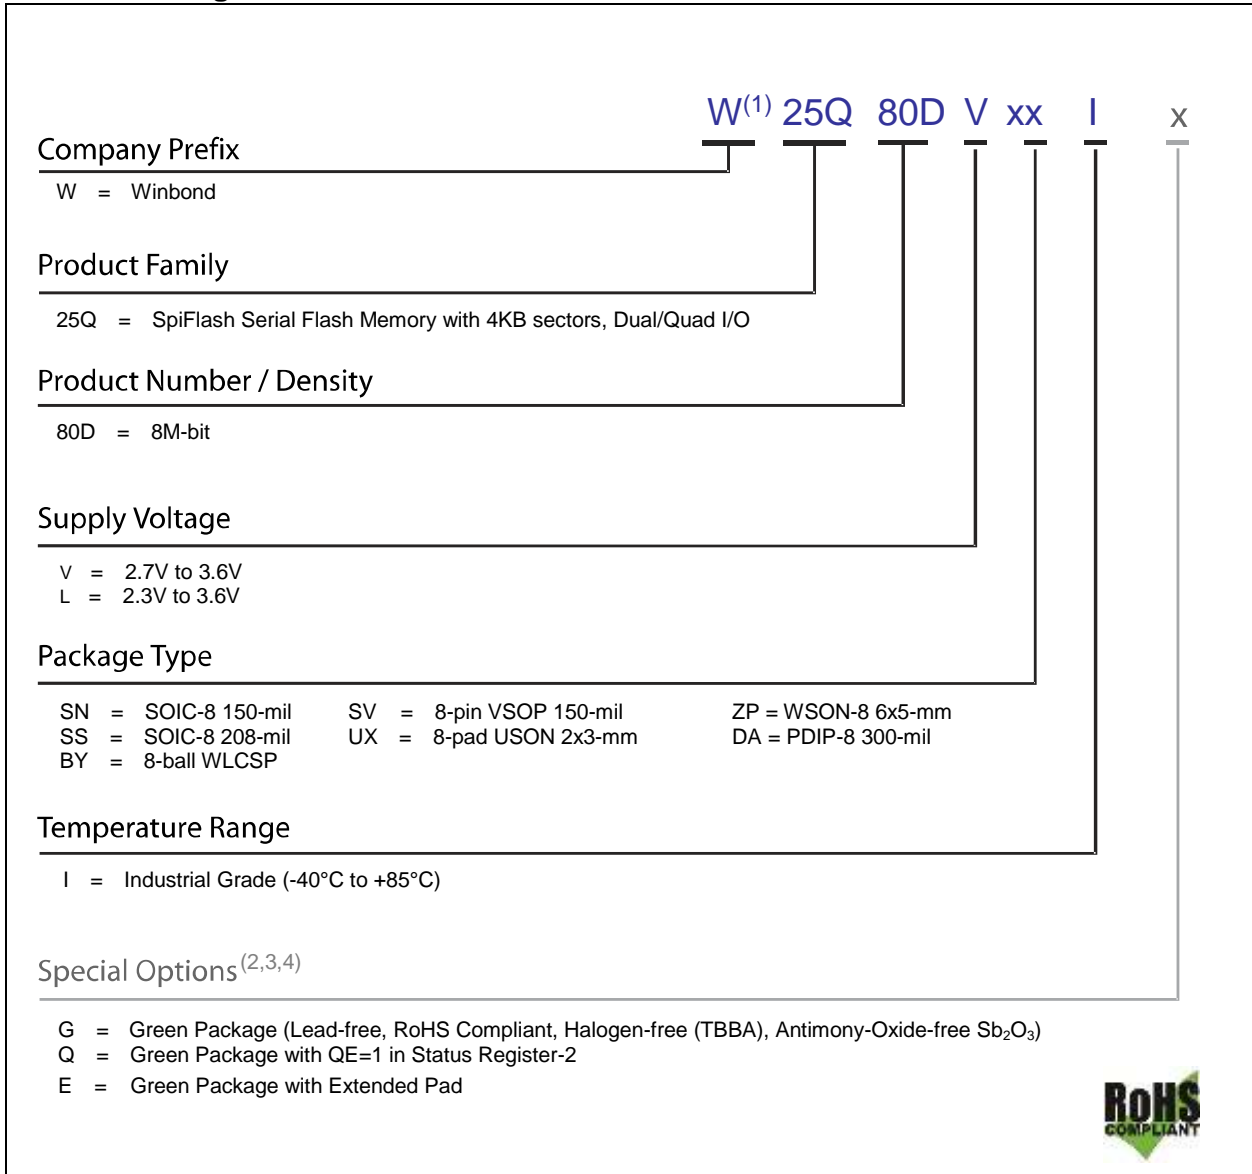 W(1) 25Q 80D V xx I x
Company Prefix
W = Winbond
Product Family
25Q = SpiFlash Serial Flash Memory with 4KB sectors, Dual/Quad I/O
Product Number / Density
80D = 8M-bit
Supply Voltage
V = 2.7V to 3.6V
L = 2.3V to 3.6V
Package Type
SN = SOIC-8 150-mil SV = 8-pin VSOP 150-mil ZP = WSON-8 6x5-mm
SS = SOIC-8 208-mil UX = 8-pad USON 2x3-mm DA = PDIP-8 300-mil
BY = 8-ball WLCSP
Temperature Range
I = Industrial Grade (-40°C to +85°C)
Special Options(2,3,4)
G = Green Package (Lead-free, RoHS Compliant, Halogen-free (TBBA), Antimony-Oxide-free Sb₂O₃)
Q = Green Package with QE=1 in Status Register-2
E = Green Package with Extended Pad
RoHS
COMPLIANT